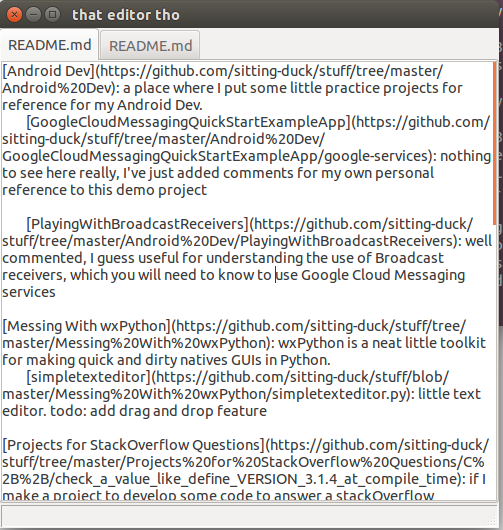 that editor tho
README.md README.md
[Android Dev](https://github.com/sitting-duck/stuff/tree/master/
Android%20Dev): a place where I put some little practice projects for
reference for my Android Dev.
[GoogleCloudMessagingQuickStartExampleApp](https://github.com/
sitting-duck/stuff/tree/master/Android%20Dev/
GoogleCloudMessagingQuickStartExampleApp/google-services): nothing
to see here really, I've just added comments for my own personal
reference to this demo project
[PlayingWithBroadcastReceivers](https://github.com/sitting-duck/
stuff/tree/master/Android%20Dev/PlayingWithBroadcastReceivers): well
commented, I guess useful for understanding the use of Broadcast
receivers, which you will need to know to use Google Cloud Messaging
services
[Messing With wxPython](https://github.com/sitting-duck/stuff/tree/
master/Messing%20With%20wxPython): wxPython is a neat little toolkit
for making quick and dirty natives GUIs in Python.
[simpletexteditor](https://github.com/sitting-duck/stuff/blob/
master/Messing%20With%20wxPython/simpletexteditor.py): little text
editor. todo: add drag and drop feature
[Projects for StackOverflow Questions](https://github.com/sitting-duck/
stuff/tree/master/Projects%20for%20StackOverflow%20Questions/C%
2B%2B/check_a_value_like_define_VERSION_3.1.4_at_compile_time): if I
make a project to develop some code to answer a stackOverflow